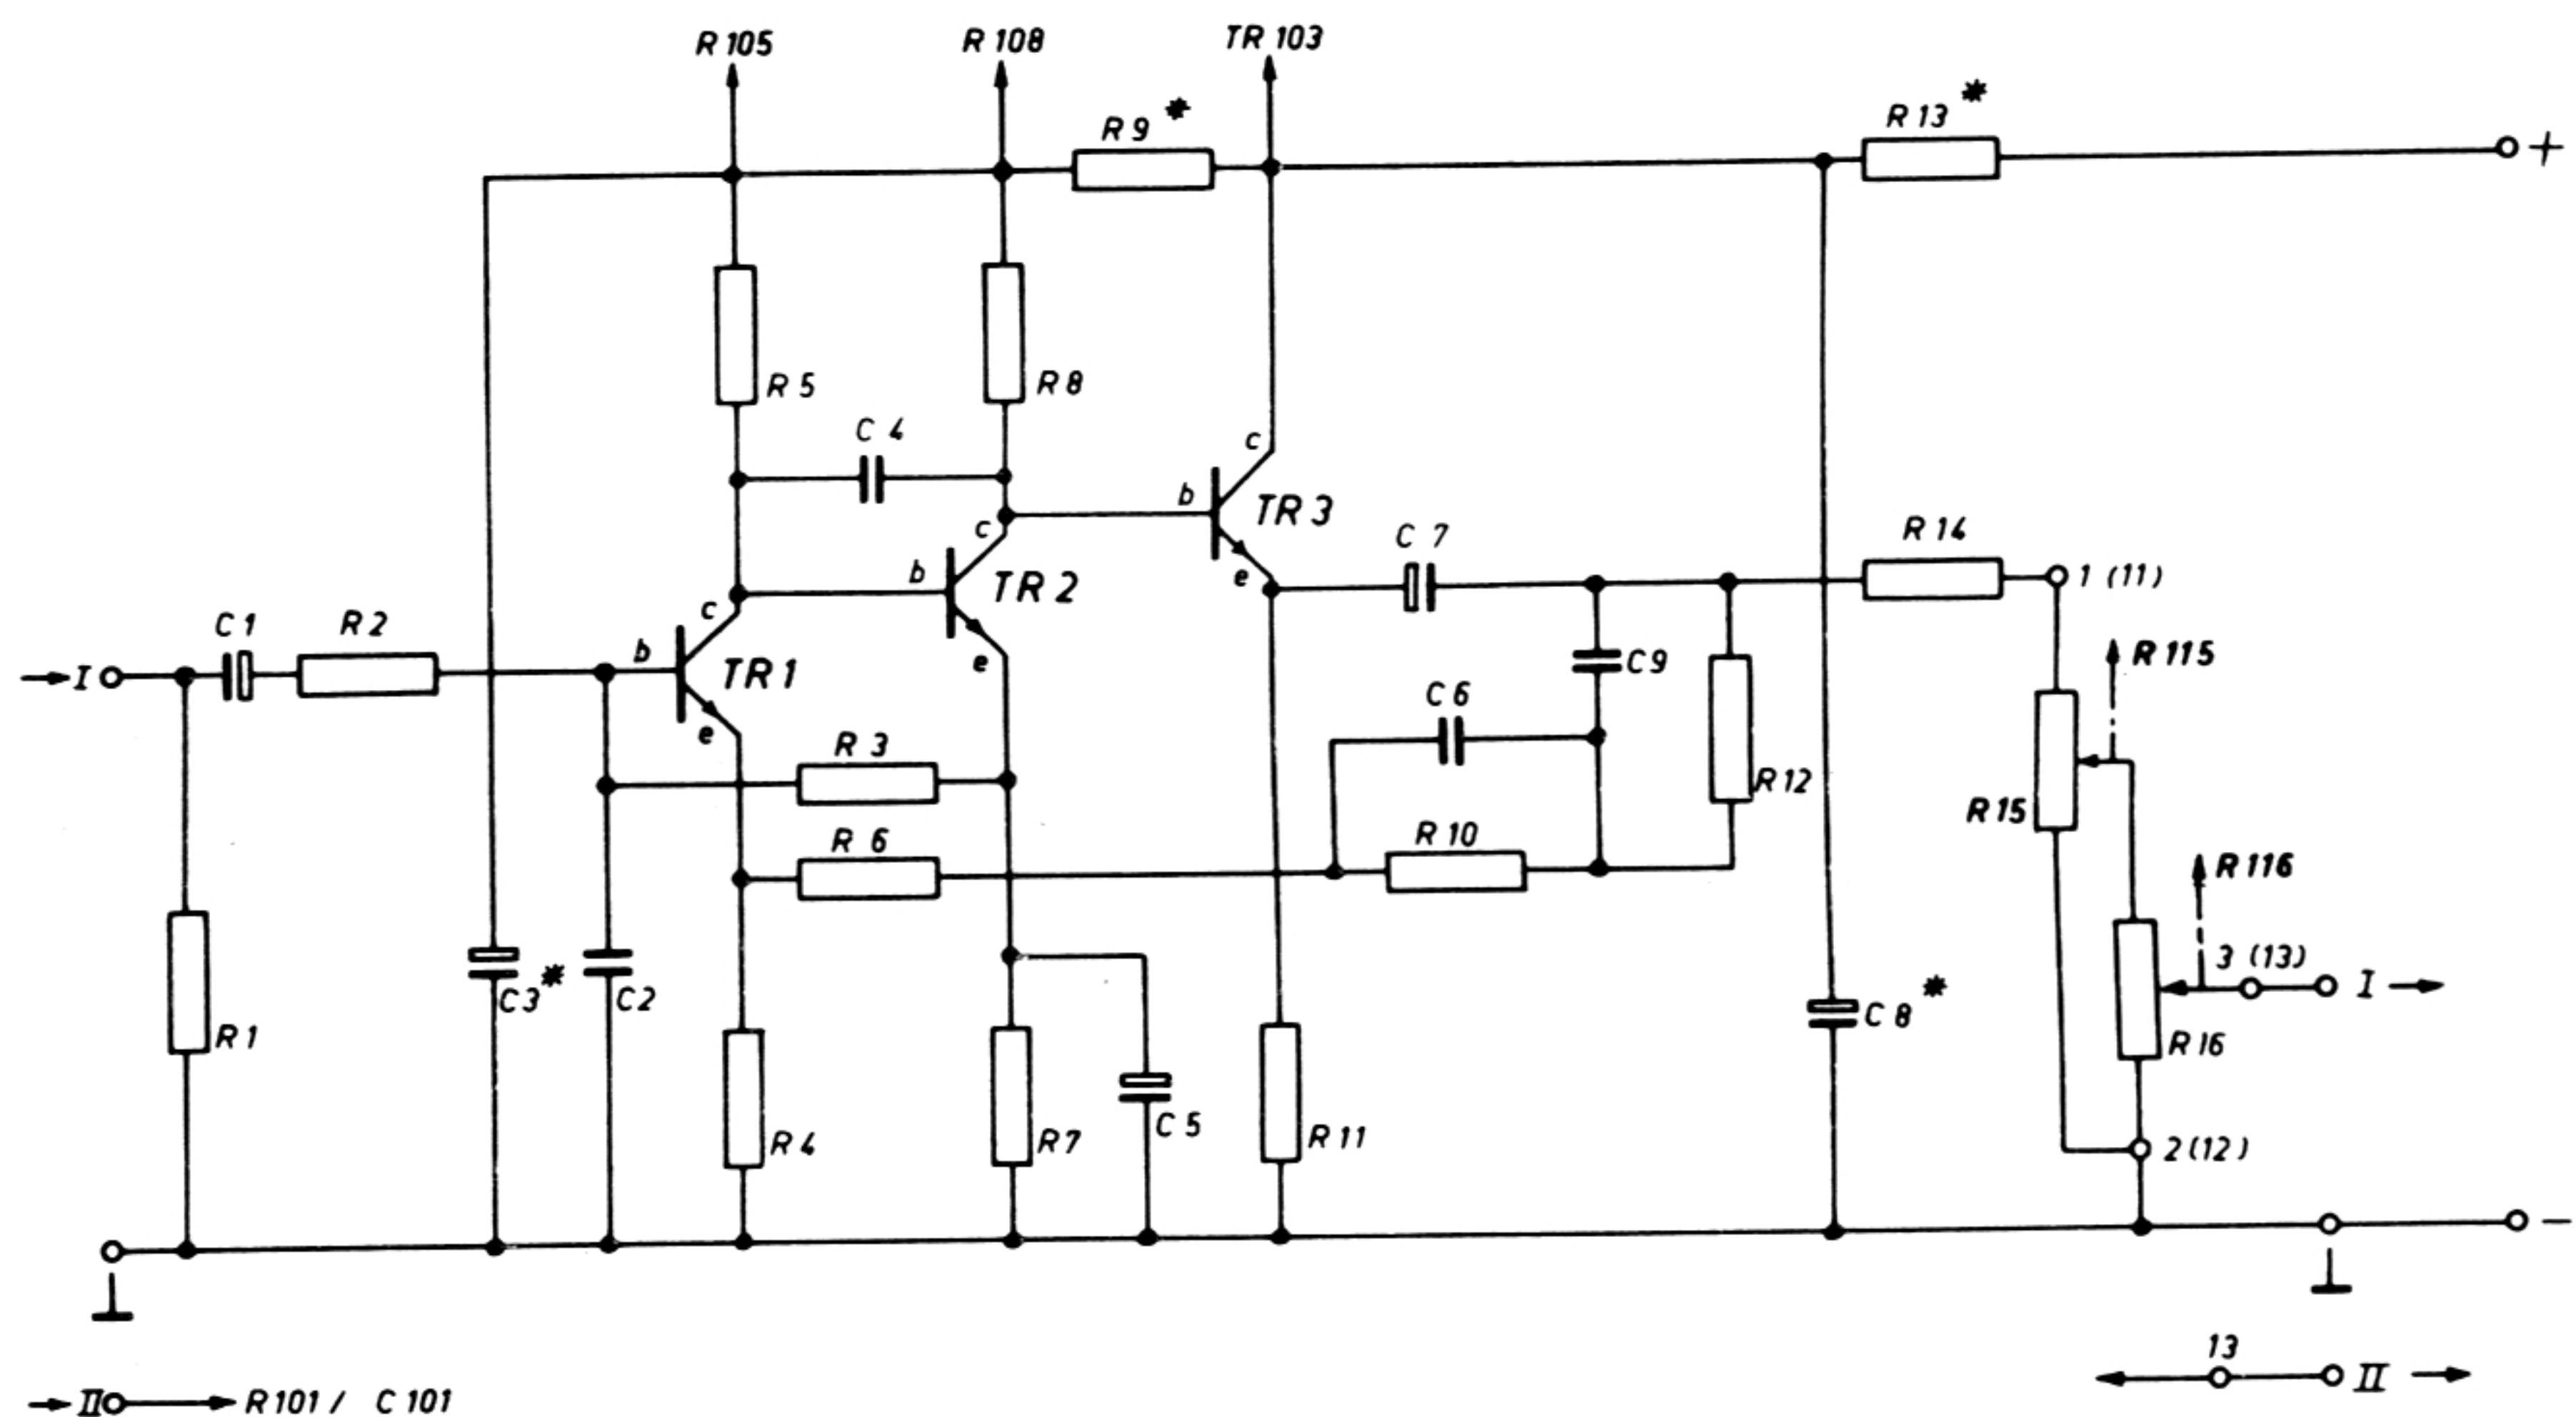 R 105
R 108
TR 103
R 9 *
R 13 *
+
R 5
R 8
C 4
c
b
TR 3
e
c
b
TR 2
e
C 7
R 14
1 (11)
C 1
R 2
I
c
b
TR 1
e
C 9
R 115
C 6
R 3
R 12
R 15
R 6
R 10
R 116
3 (13)
I
C3 *
C2
C 8 *
R 1
R 16
R 4
R 7
C 5
R 11
2 (12)
−
13
II
II
R 101 / C 101